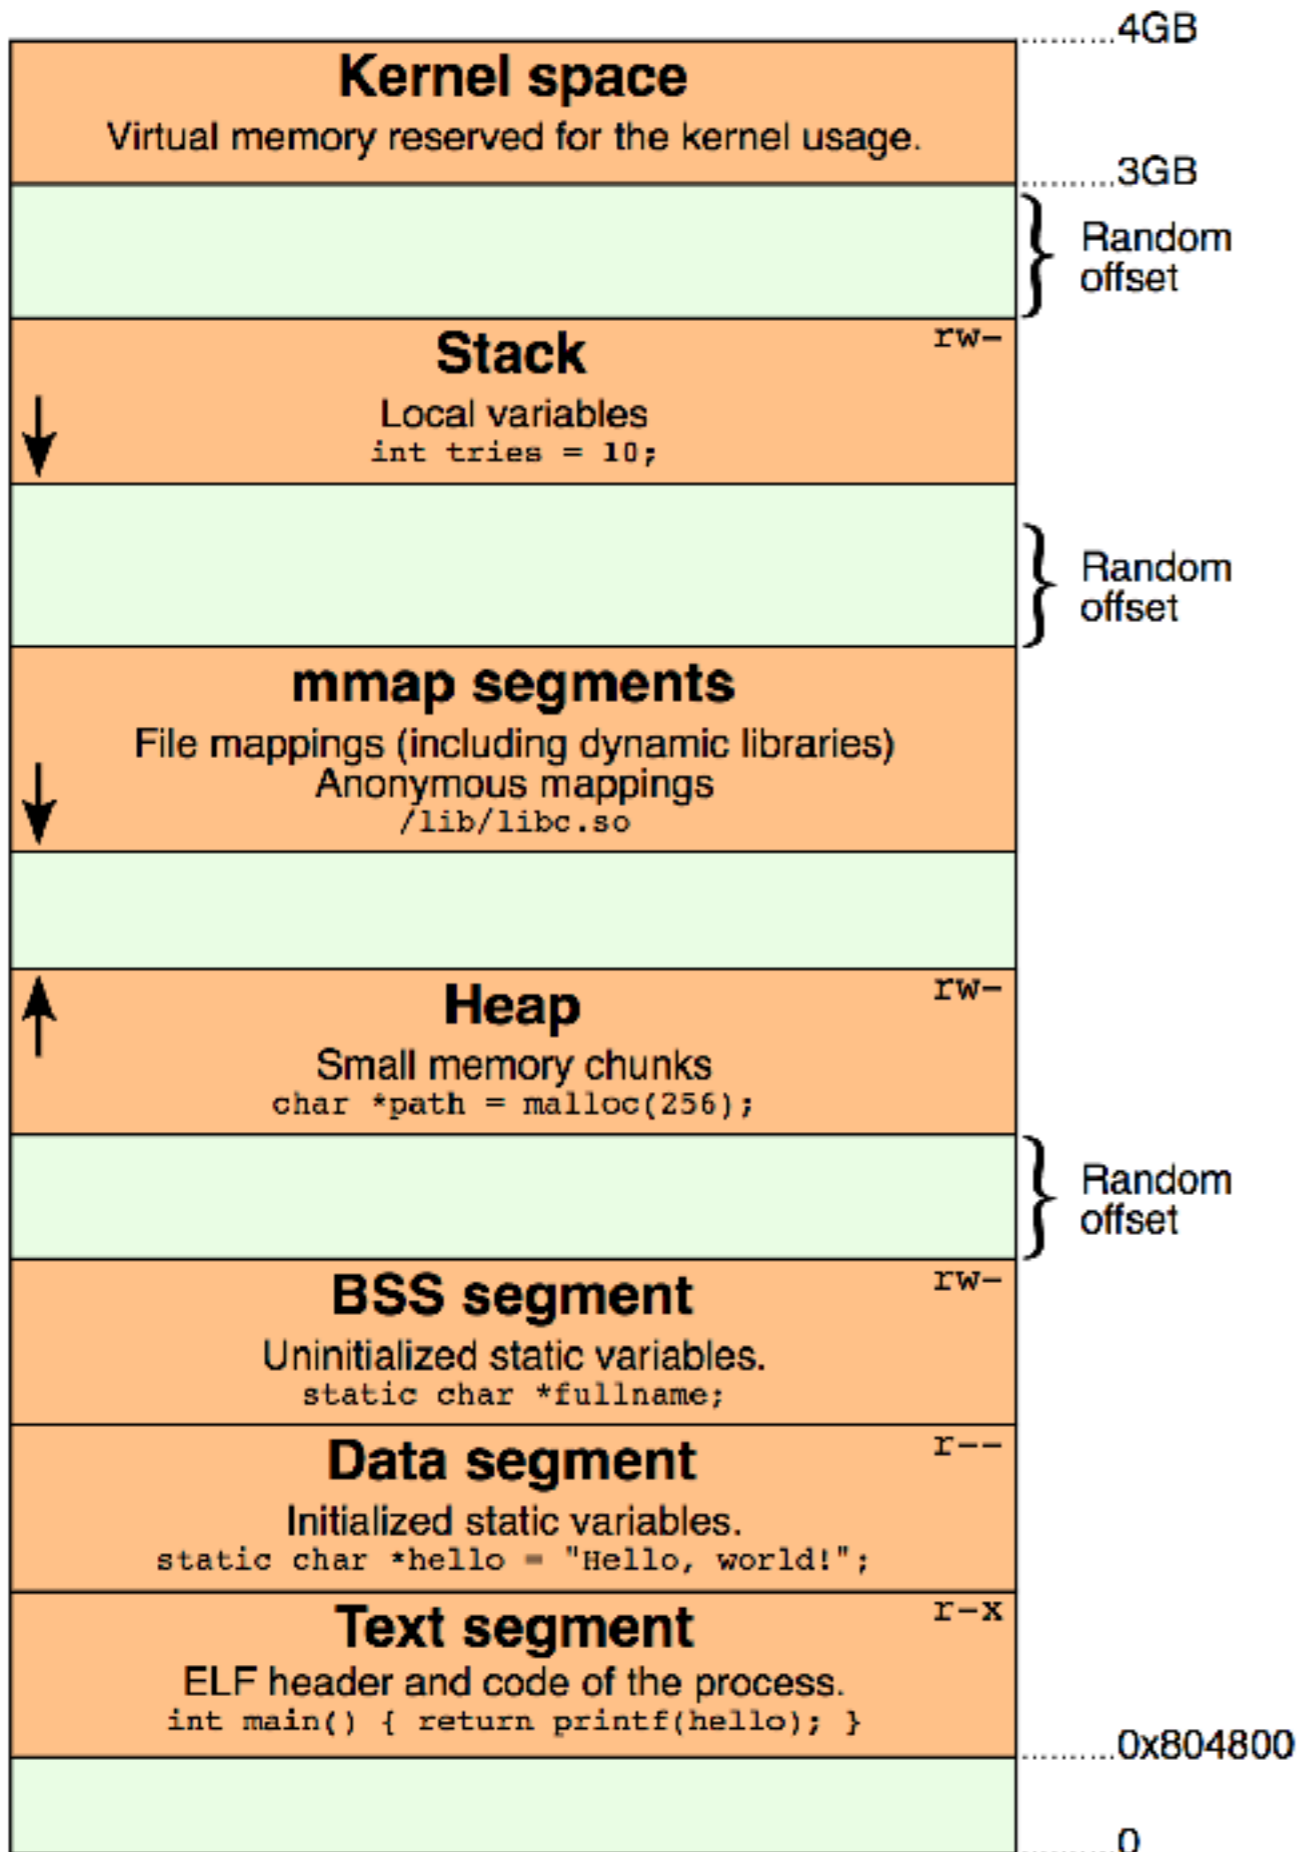 4GB
Kernel space
Virtual memory reserved for the kernel usage.
3GB
Random
offset
Stack
rw-
Local variables
int tries = 10;
Random
offset
mmap segments
File mappings (including dynamic libraries)
Anonymous mappings
/lib/libc.so
Heap
rw-
Small memory chunks
char *path = malloc(256);
Random
offset
BSS segment
rw-
Uninitialized static variables.
static char *fullname;
Data segment
r--
Initialized static variables.
static char *hello = "Hello, world!";
Text segment
r-x
ELF header and code of the process.
int main() { return printf(hello); }
0x804800
0